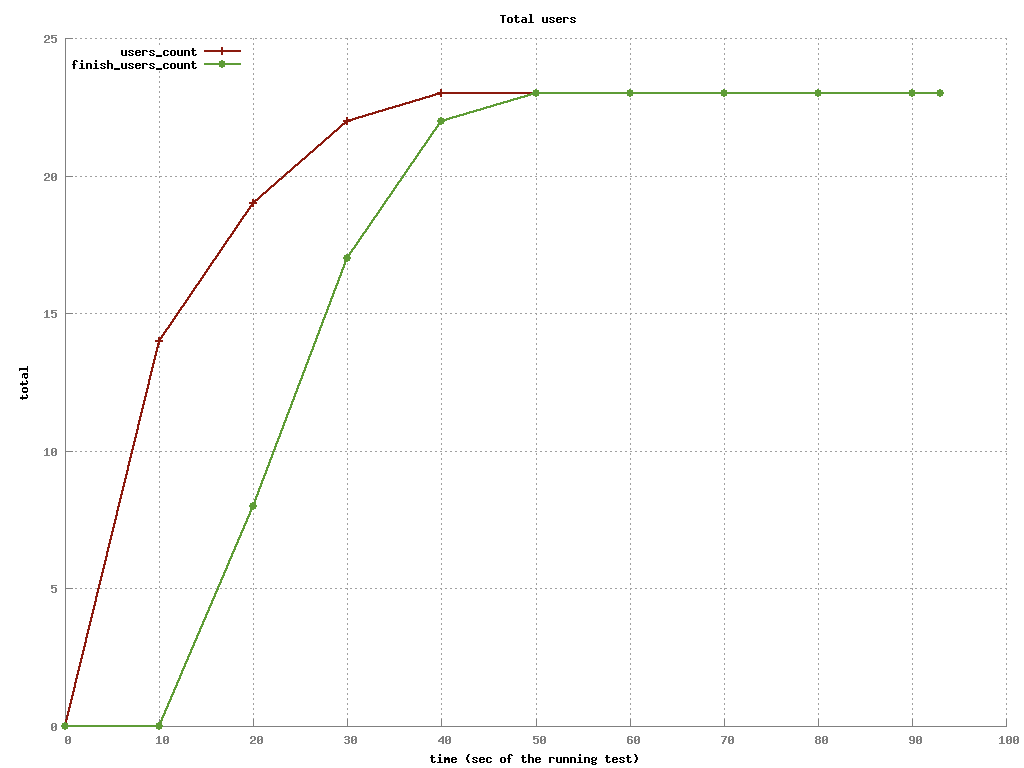 Total users
users_count
finish_users_count
25
20
15
10
5
0
total
0 10 20 30 40 50 60 70 80 90 100
time (sec of the running test)